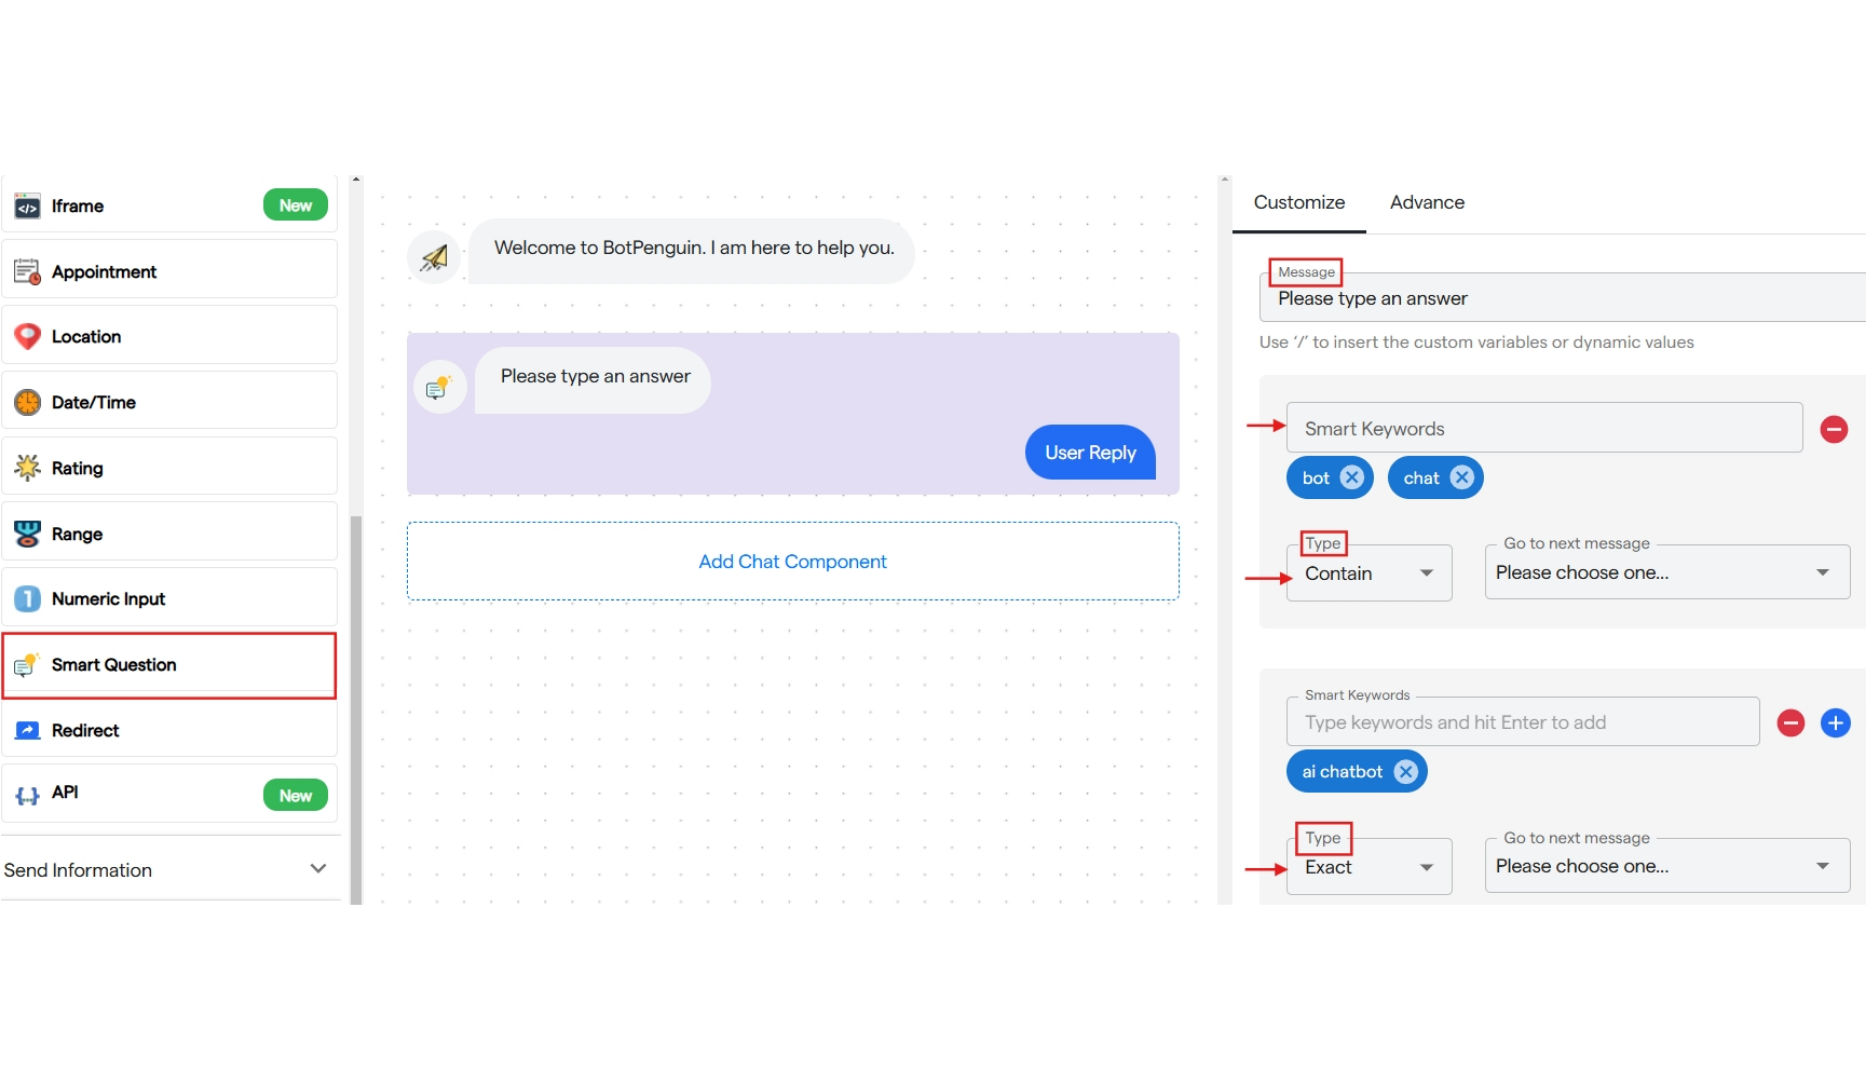 Iframe
New
Appointment
Location
Date/Time
Rating
Range
1 Numeric Input
Smart Question
Redirect
{...} API
New
Send Information
Welcome to BotPenguin. I am here to help you.
Please type an answer
User Reply
Add Chat Component
Customize
Advance
Message
Please type an answer
Use ‘/’ to insert the custom variables or dynamic values
Smart Keywords
bot
chat
Type
Contain
Go to next message
Please choose one...
Smart Keywords
Type keywords and hit Enter to add
ai chatbot
Type
Exact
Go to next message
Please choose one...